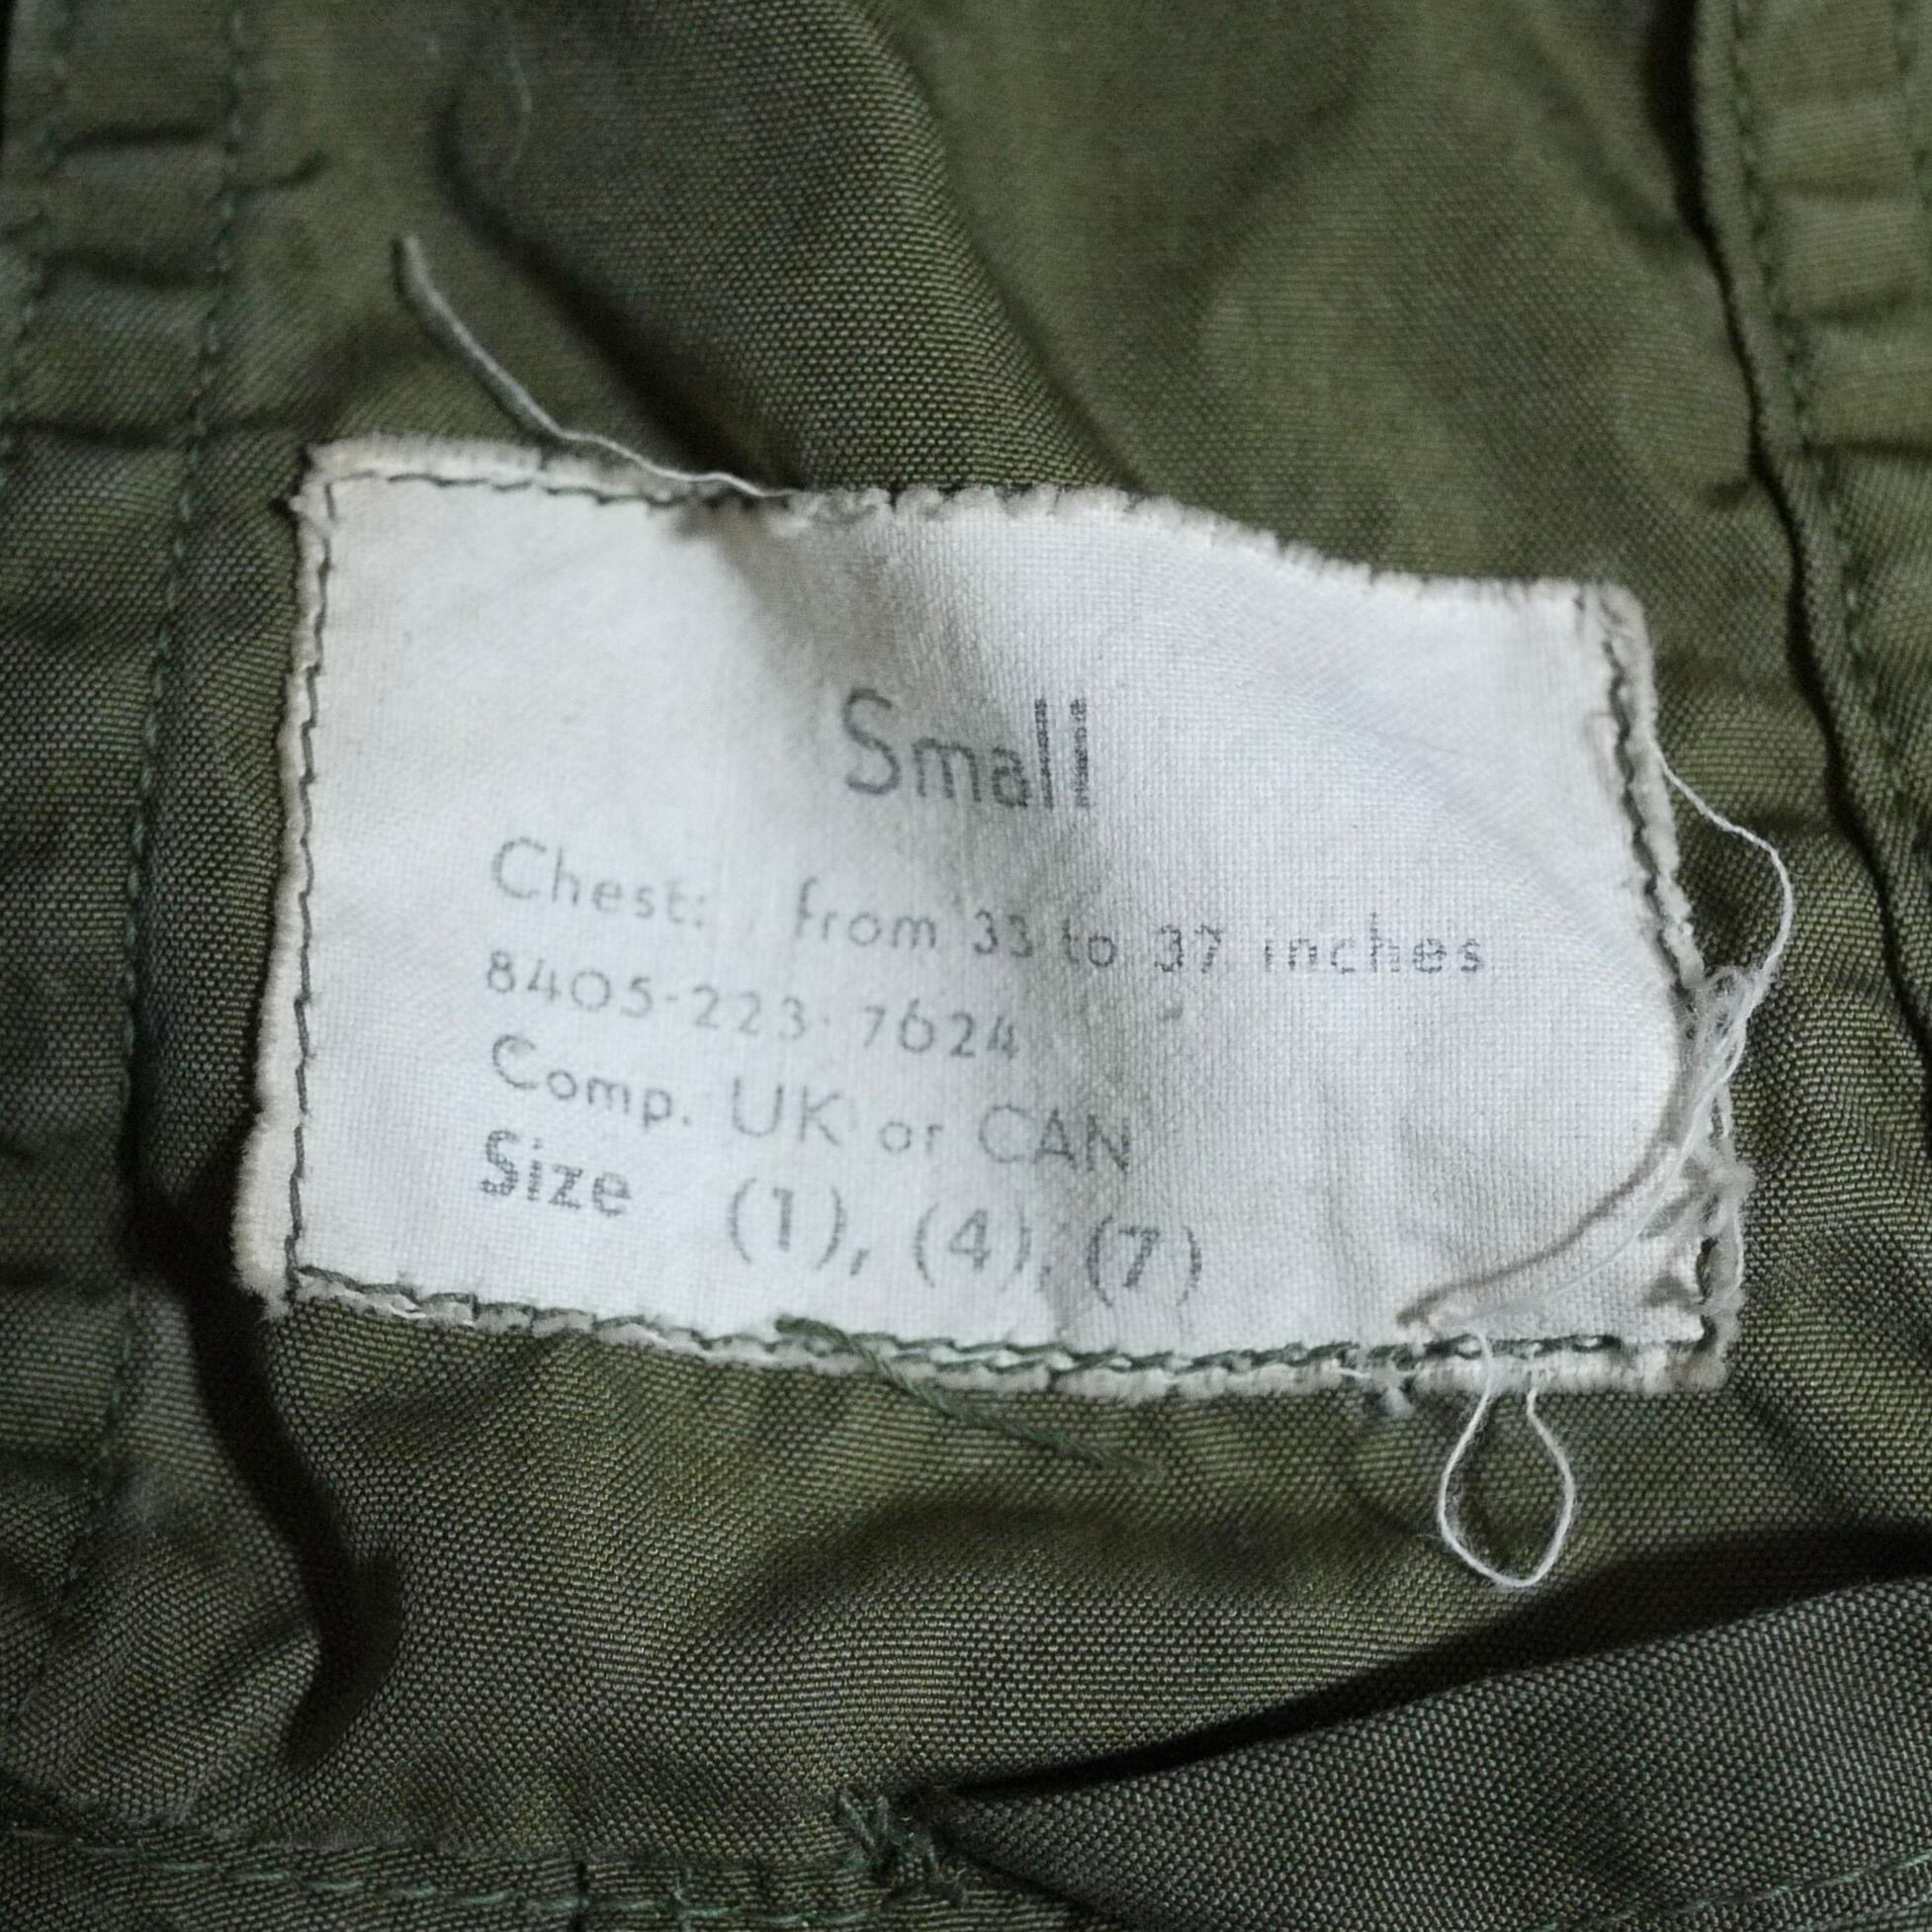 Small
Chest: from 33 to 37 inches
8405-223-7624
Comp. UK or CAN
Size (1), (4), (7)